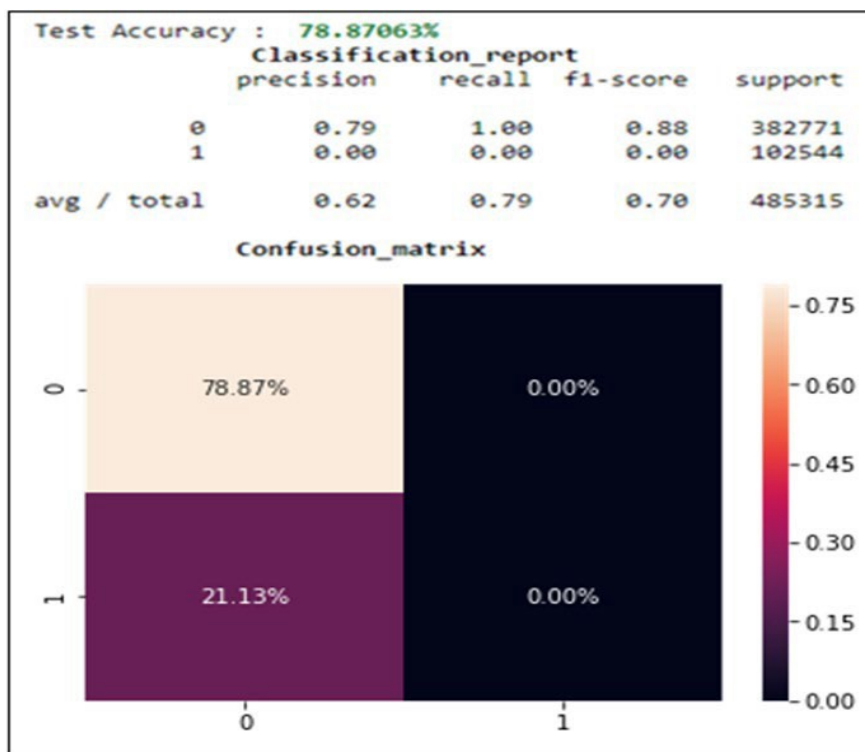 Test Accuracy : 78.87063%
Classification_report
precision recall f1-score support
0 0.79 1.00 0.88 382771
1 0.00 0.00 0.00 102544
avg / total 0.62 0.79 0.70 485315
Confusion_matrix
0.75
0 78.87% 0.00%
0.60
0.45
0.30
1 21.13% 0.00%
0.15
0.00
0 1